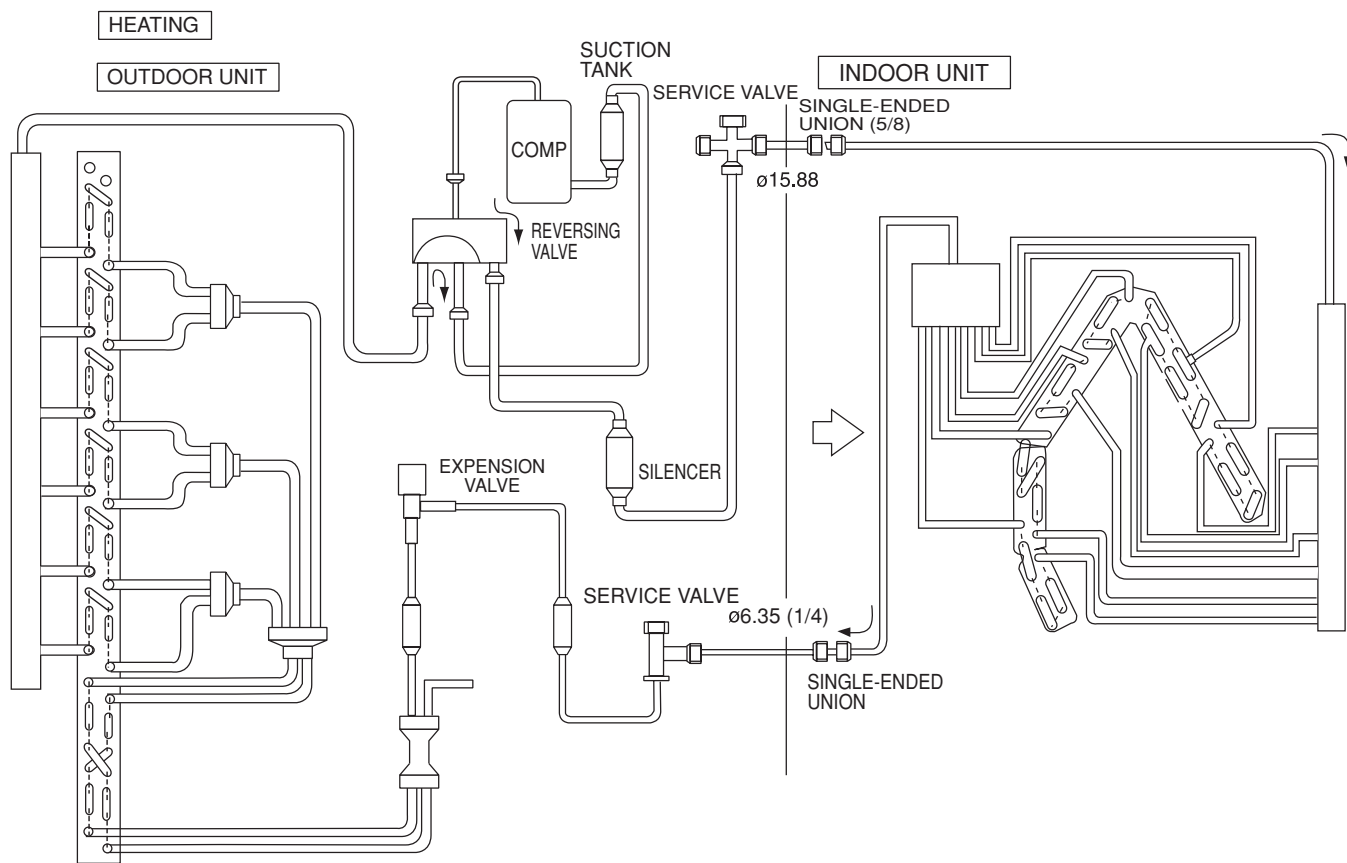 HEATING
OUTDOOR UNIT
SUCTION
TANK
SERVICE VALVE
INDOOR UNIT
SINGLE-ENDED
UNION (5/8)
COMP
ø15.88
REVERSING
VALVE
EXPENSION
VALVE
SILENCER
SERVICE VALVE
ø6.35 (1/4)
SINGLE-ENDED
UNION